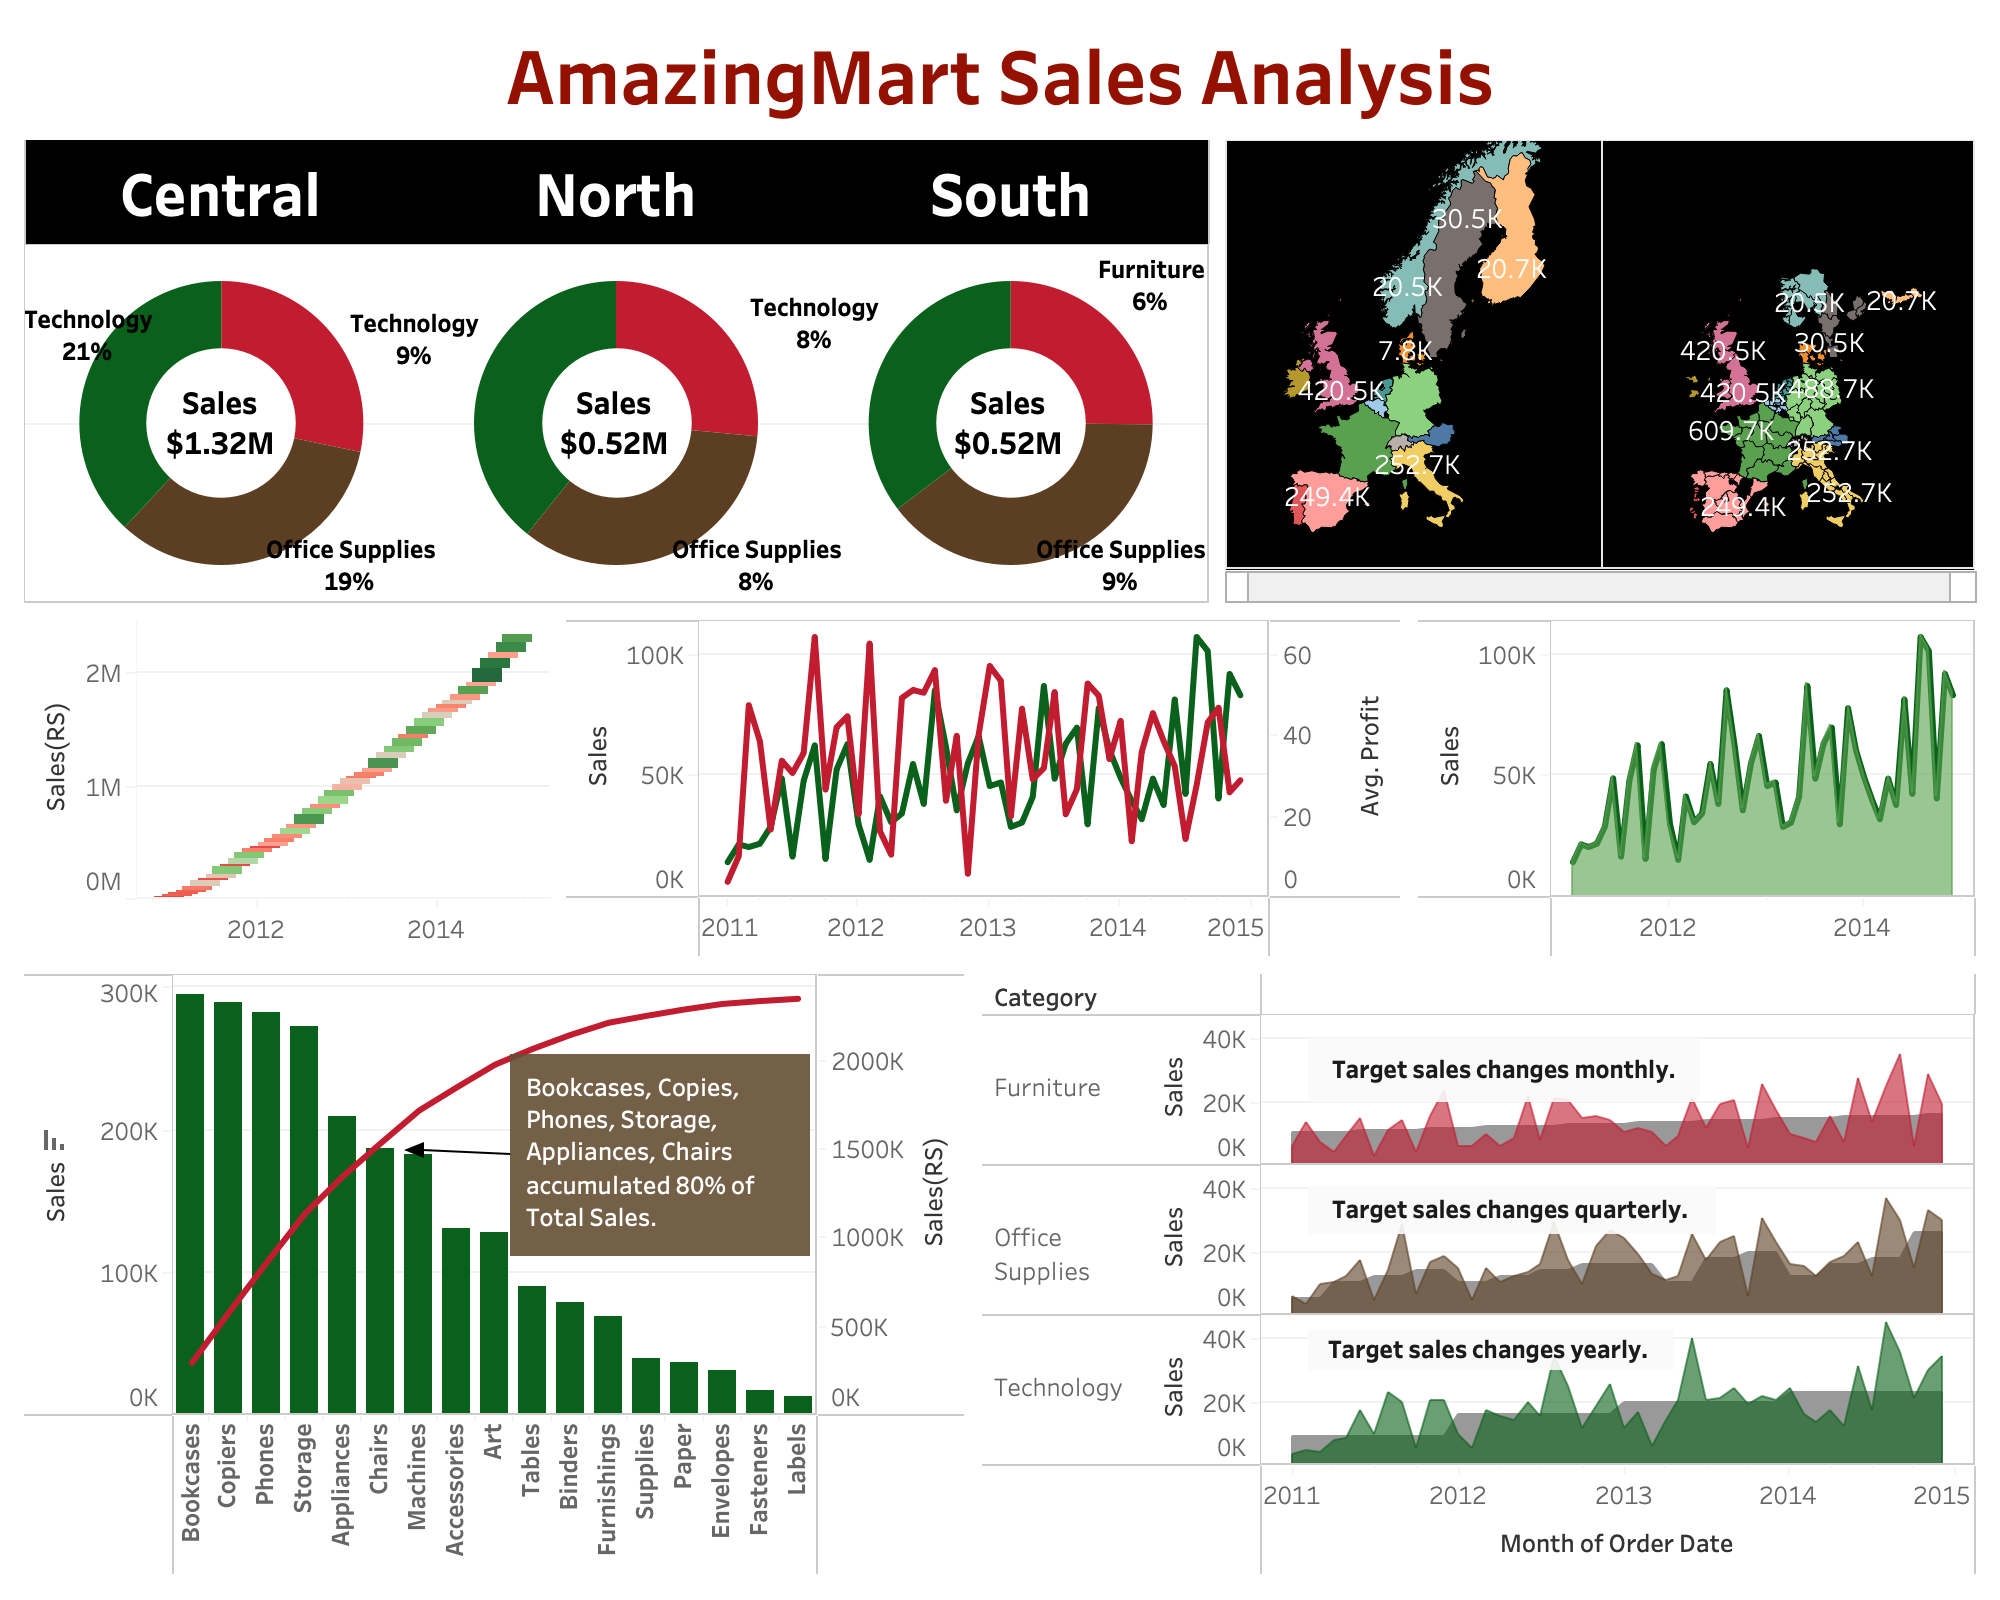 AmazingMart Sales Analysis
Central
North
South
Technology
21%
Office Supplies
19%
Sales
$1.32M
Technology
9%
Office Supplies
8%
Sales
$0.52M
Technology
8%
Furniture
6%
Office Supplies
9%
Sales
$0.52M
30.5K
20.7K
20.5K
7.8K
420.5K
252.7K
249.4K
20.5K
20.7K
30.5K
420.5K
420.5K
488.7K
609.7K
252.7K
252.7K
249.4K
Sales(RS)
2M
1M
0M
2012
2014
Sales
100K
50K
0K
60
40
20
0
Avg. Profit
2011
2012
2013
2014
2015
Sales
100K
50K
0K
2012
2014
Sales
300K
200K
100K
0K
2000K
1500K
1000K
500K
0K
Sales(RS)
Bookcases, Copies,
Phones, Storage,
Appliances, Chairs
accumulated 80% of
Total Sales.
Bookcases
Copiers
Phones
Storage
Appliances
Chairs
Machines
Accessories
Art
Tables
Binders
Furnishings
Supplies
Paper
Envelopes
Fasteners
Labels
Category
Furniture
Sales
40K
20K
0K
Target sales changes monthly.
Office
Supplies
Sales
40K
20K
0K
Target sales changes quarterly.
Technology
Sales
40K
20K
0K
Target sales changes yearly.
2011
2012
2013
2014
2015
Month of Order Date